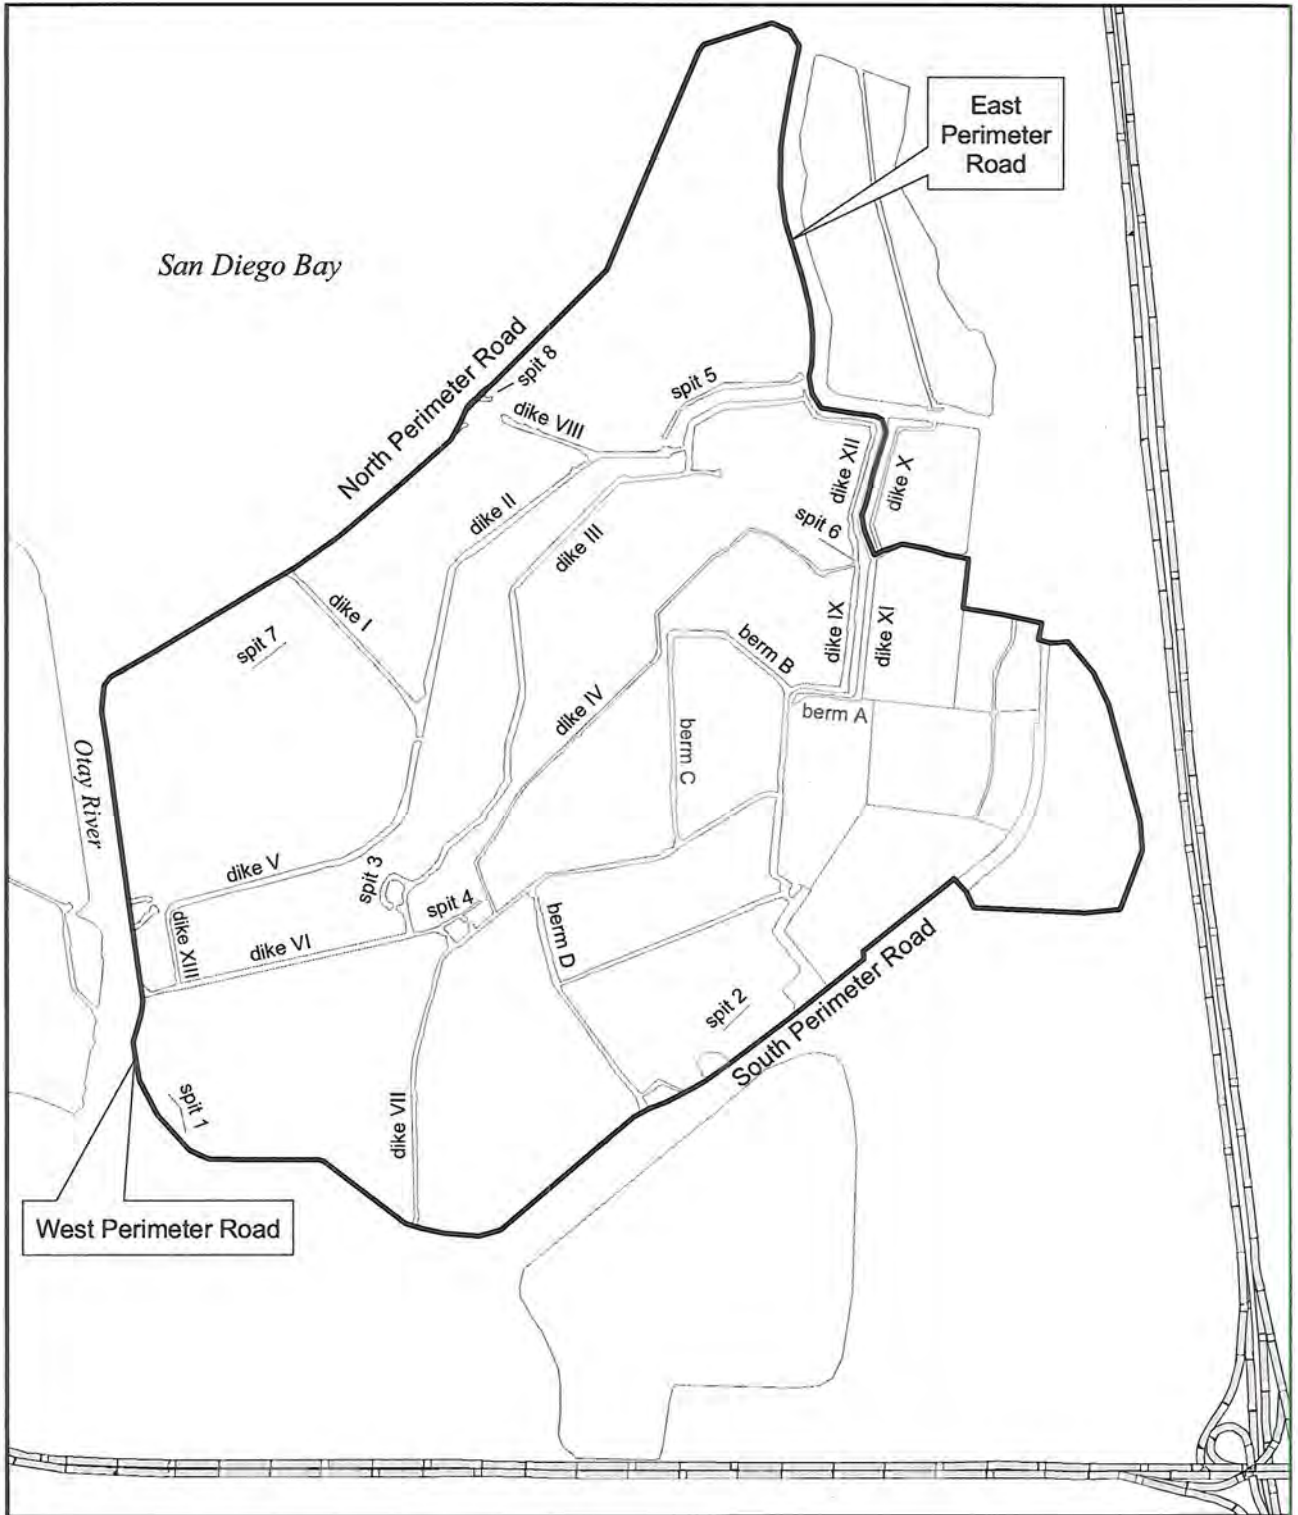 East
Perimeter
Road
San Diego Bay
North Perimeter Road
spit 8
spit 5
dike VIII
dike XII
dike X
dike II
spit 6
dike III
dike I
spit 7
dike IX
dike XI
berm B
dike IV
berm A
berm C
Otay River
dike V
spit 3
spit 4
dike XIII
dike VI
berm D
spit 2
South Perimeter Road
spit 1
dike VII
West Perimeter Road